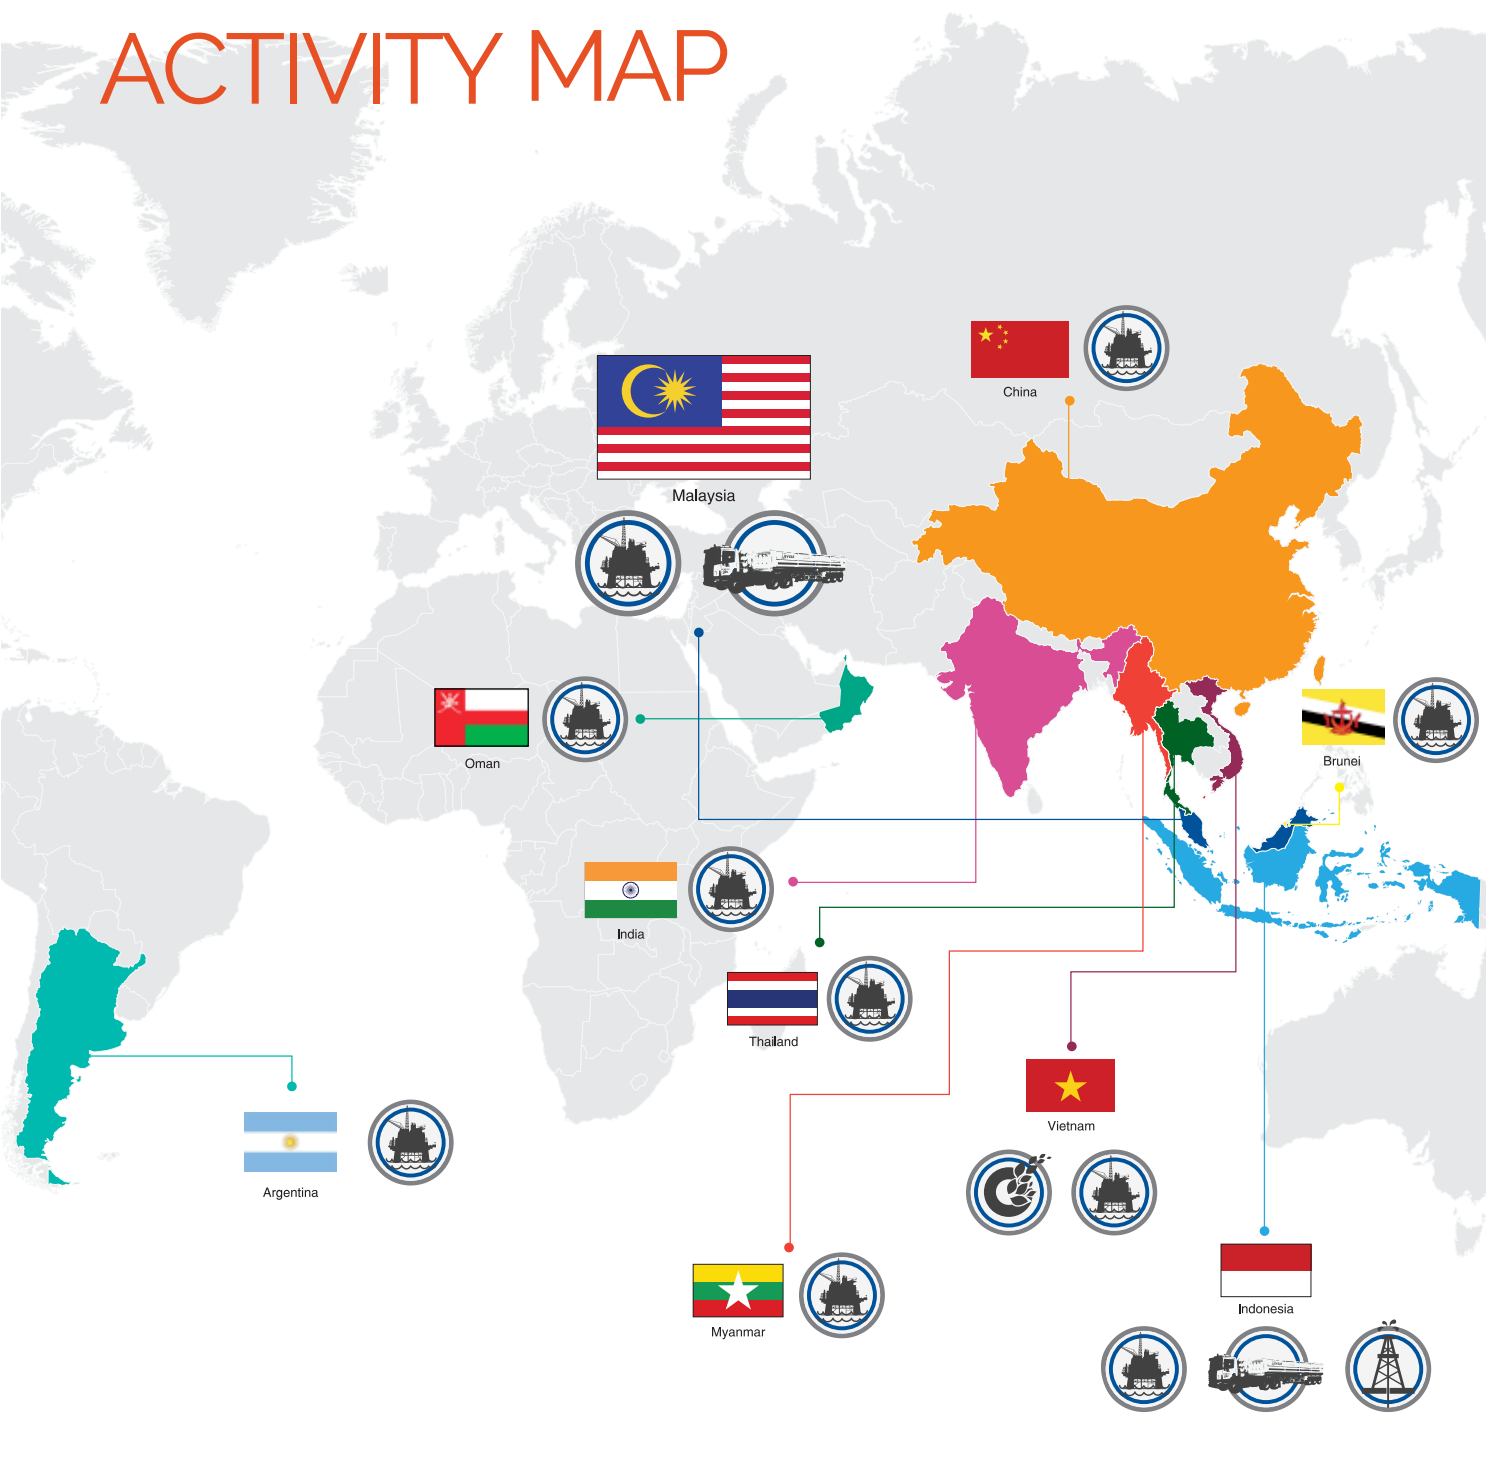 ACTIVITY MAP
China
Malaysia
Oman
Brunei
India
Thailand
Vietnam
Argentina
Indonesia
Myanmar